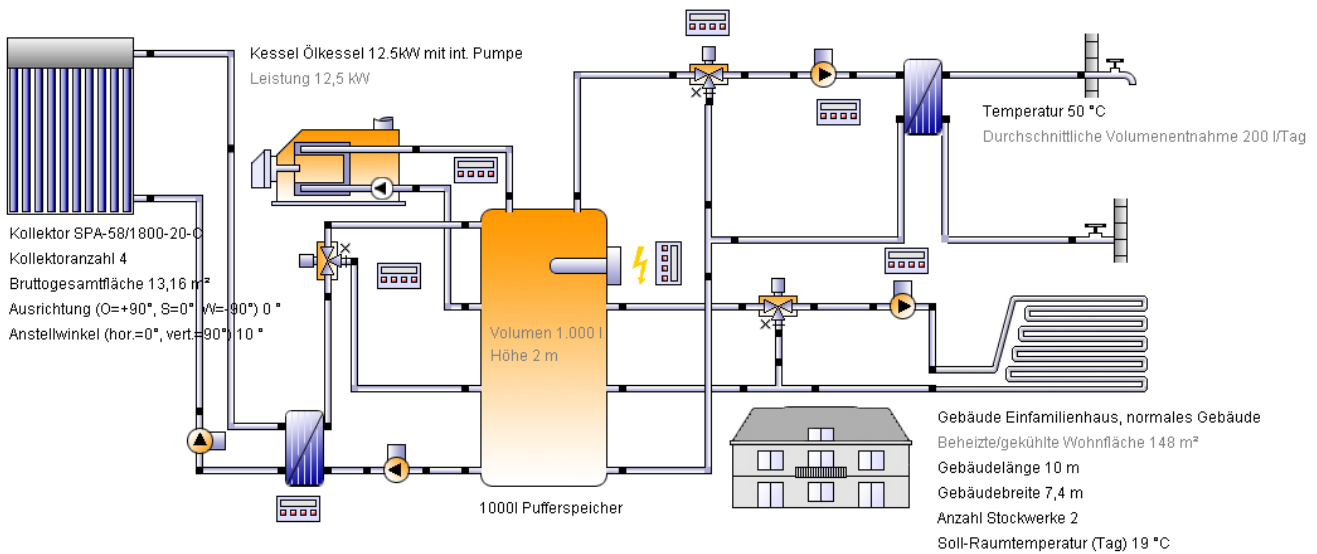 Kessel Ölkessel 12.5kW mit int. Pumpe
Leistung 12,5 kW
Temperatur 50 °C
Durchschnittliche Volumenentnahme 200 l/Tag
Kollektor SPA-58/1800-20-C
Kollektoranzahl 4
Bruttogesamtfläche 13,16 m²
Ausrichtung (O=+90°, S=0°, W=-90°) 0 °
Anstellwinkel (hor.=0°, vert.=90°) 10 °
Volumen 1.000 l
Höhe 2 m
1000l Pufferspeicher
Gebäude Einfamilienhaus, normales Gebäude
Beheizte/gekühlte Wohnfläche 148 m²
Gebäudelänge 10 m
Gebäudebreite 7,4 m
Anzahl Stockwerke 2
Soll-Raumtemperatur (Tag) 19 °C